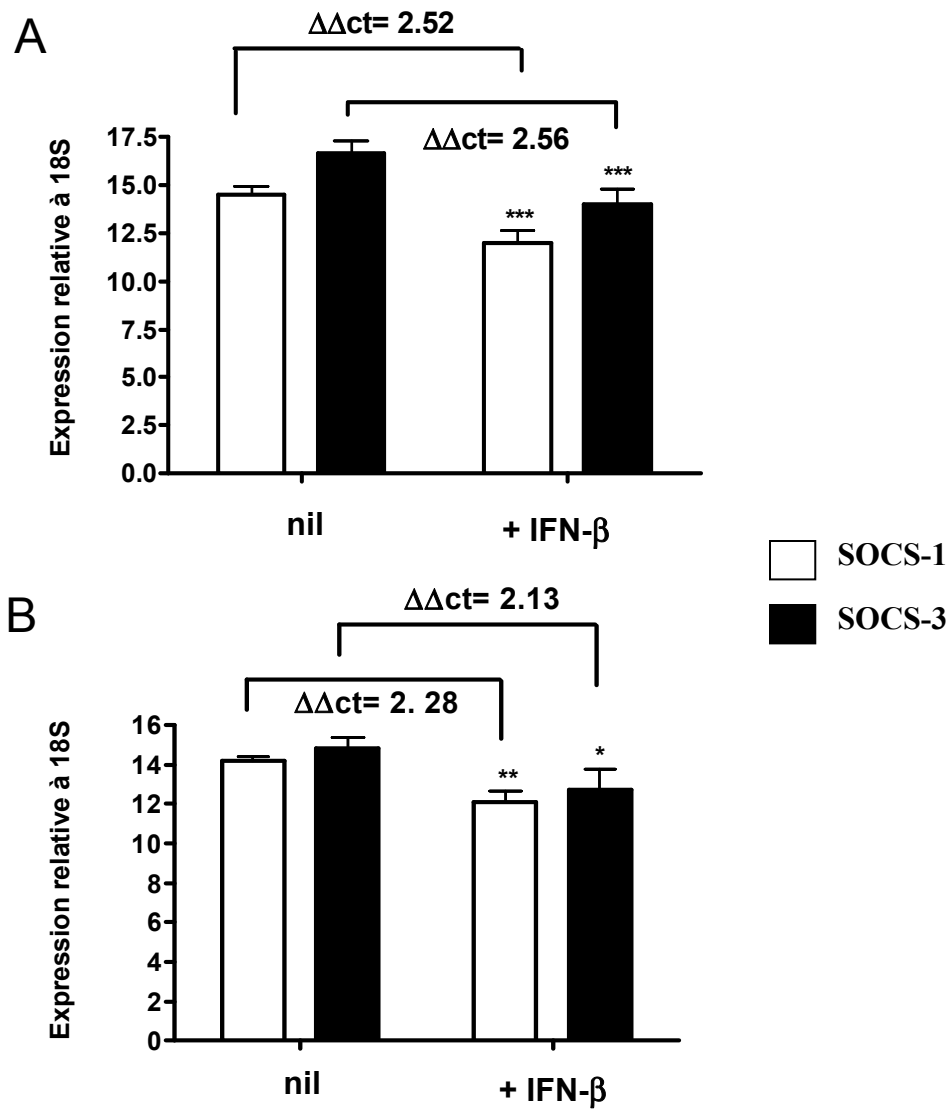 A
ΔΔct= 2.52
ΔΔct= 2.56
Expression relative à 18S
17.5
15.0
12.5
10.0
7.5
5.0
2.5
0.0
***
***
nil
+ IFN-β
SOCS-1
SOCS-3
B
ΔΔct= 2.13
ΔΔct= 2. 28
Expression relative à 18S
16
14
12
10
8
6
4
2
0
**
*
nil
+ IFN-β